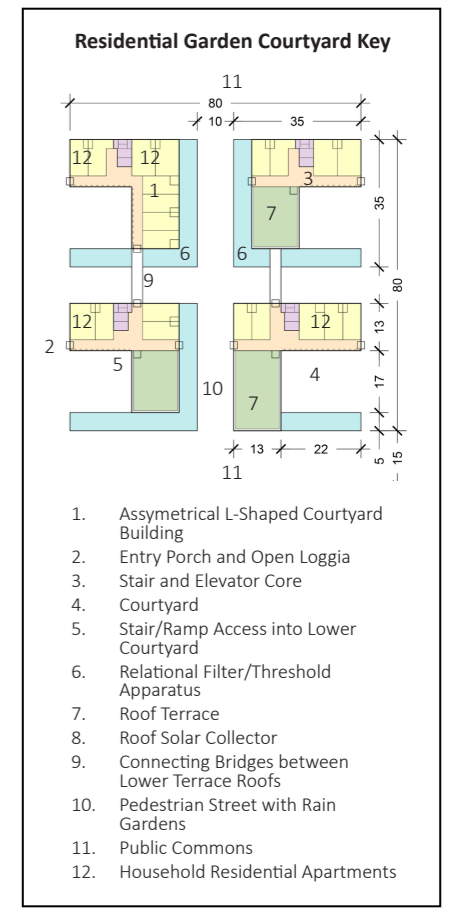 Residential Garden Courtyard Key
11
80
10 35
12 12
1
3
7
35
6 6
80
9
12 12
13
2
5
4
17
10
7
13 22
5 15
11
1. Assymetrical L-Shaped Courtyard
Building
2. Entry Porch and Open Loggia
3. Stair and Elevator Core
4. Courtyard
5. Stair/Ramp Access into Lower
Courtyard
6. Relational Filter/Threshold
Apparatus
7. Roof Terrace
8. Roof Solar Collector
9. Connecting Bridges between
Lower Terrace Roofs
10. Pedestrian Street with Rain
Gardens
11. Public Commons
12. Household Residential Apartments